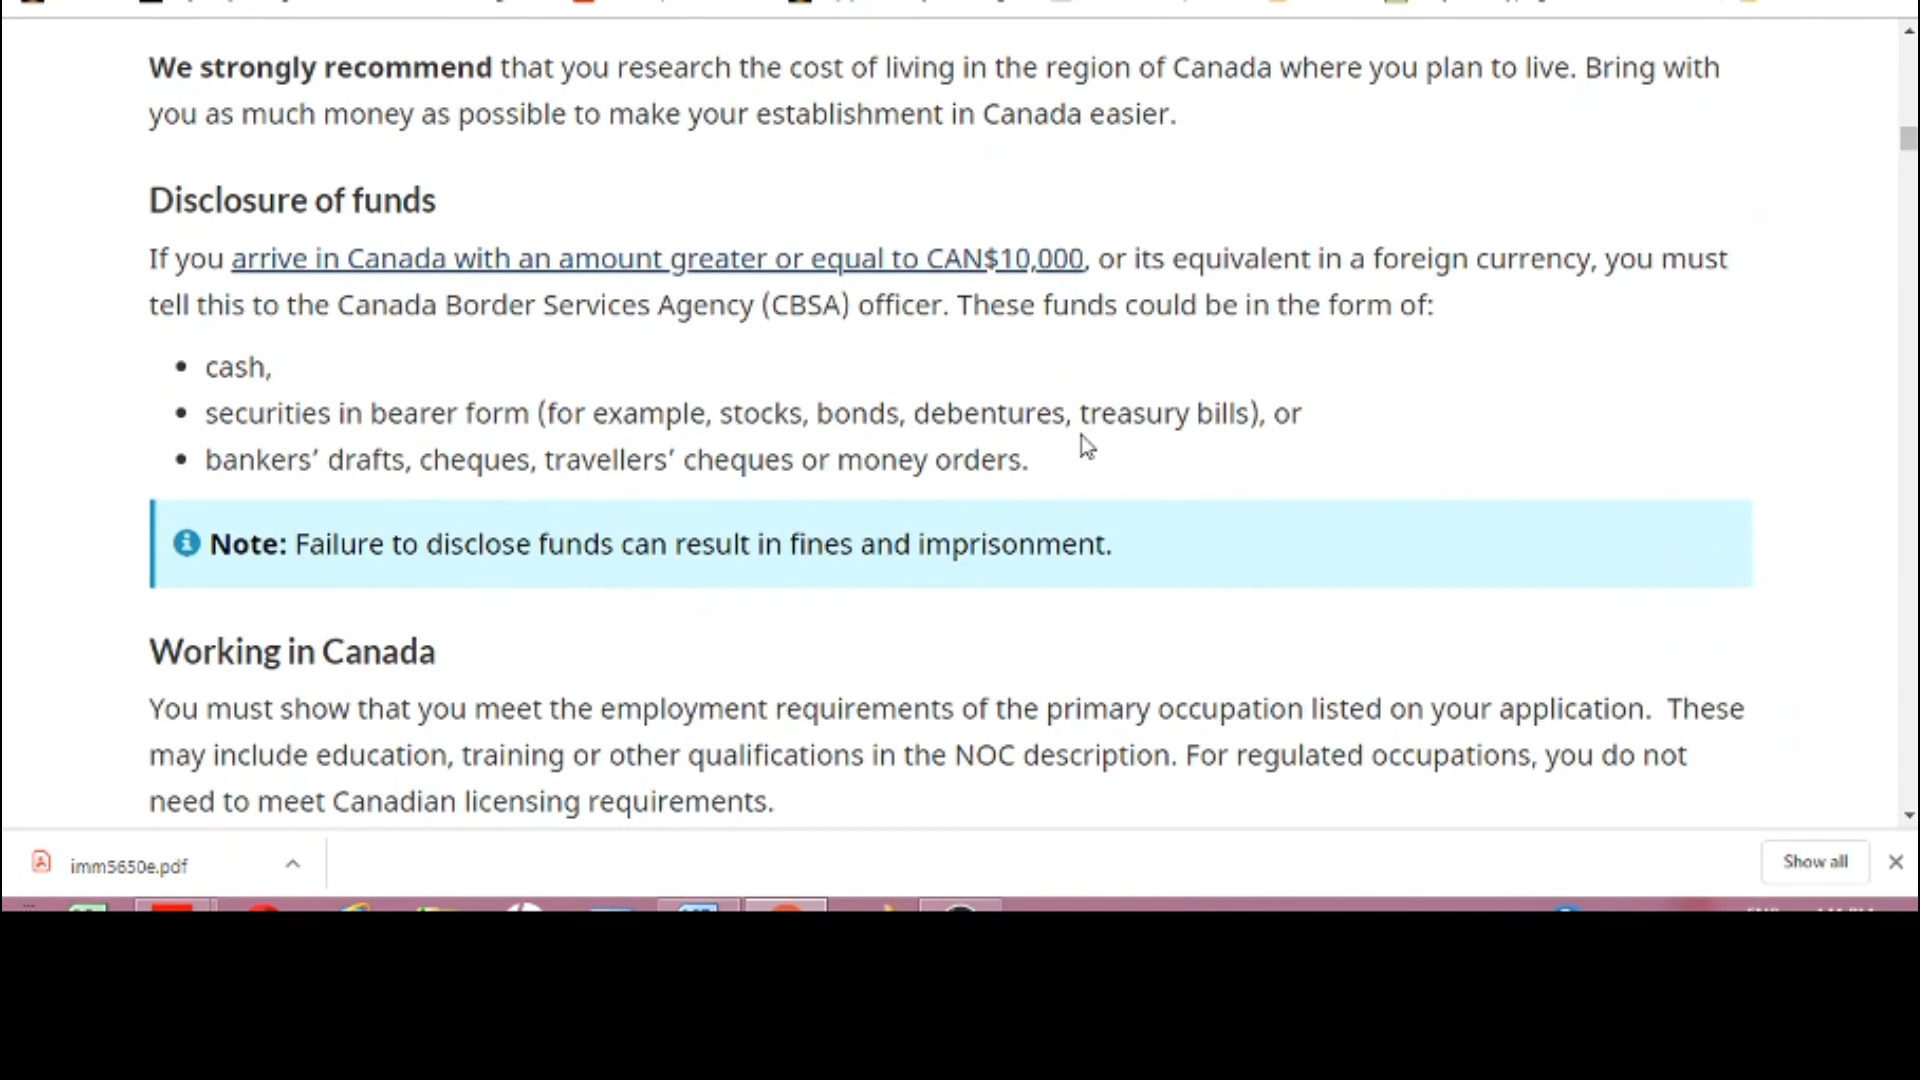 We strongly recommend that you research the cost of living in the region of Canada where you plan to live. Bring with
you as much money as possible to make your establishment in Canada easier.
Disclosure of funds
If you arrive in Canada with an amount greater or equal to CAN$10,000, or its equivalent in a foreign currency, you must
tell this to the Canada Border Services Agency (CBSA) officer. These funds could be in the form of:
• cash,
• securities in bearer form (for example, stocks, bonds, debentures, treasury bills), or
• bankers’ drafts, cheques, travellers’ cheques or money orders.
Note: Failure to disclose funds can result in fines and imprisonment.
Working in Canada
You must show that you meet the employment requirements of the primary occupation listed on your application.  These
may include education, training or other qualifications in the NOC description. For regulated occupations, you do not
need to meet Canadian licensing requirements.
imm5650e.pdf
Show all